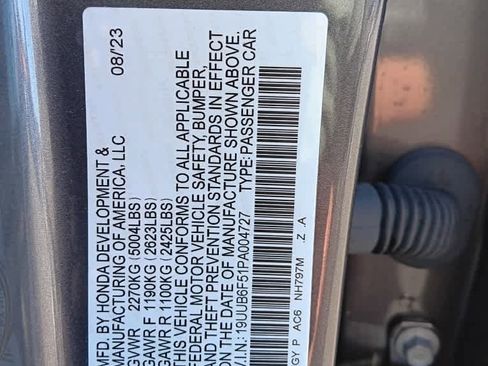 MFD. BY HONDA DEVELOPMENT &
MANUFACTURING OF AMERICA, LLC 08/'23
GVWR 2270KG (5004LBS)
GAWR F 1190KG (2623LBS)
GAWR R 1100KG (2425LBS)
THIS VEHICLE CONFORMS TO ALL APPLICABLE
FEDERAL MOTOR VEHICLE SAFETY, BUMPER,
AND THEFT PREVENTION STANDARDS IN EFFECT
ON THE DATE OF MANUFACTURE SHOWN ABOVE.
V.I.N.: 19UUB6F51PA004727 TYPE: PASSENGER CAR
GY P AC6 NH797M .Z .A